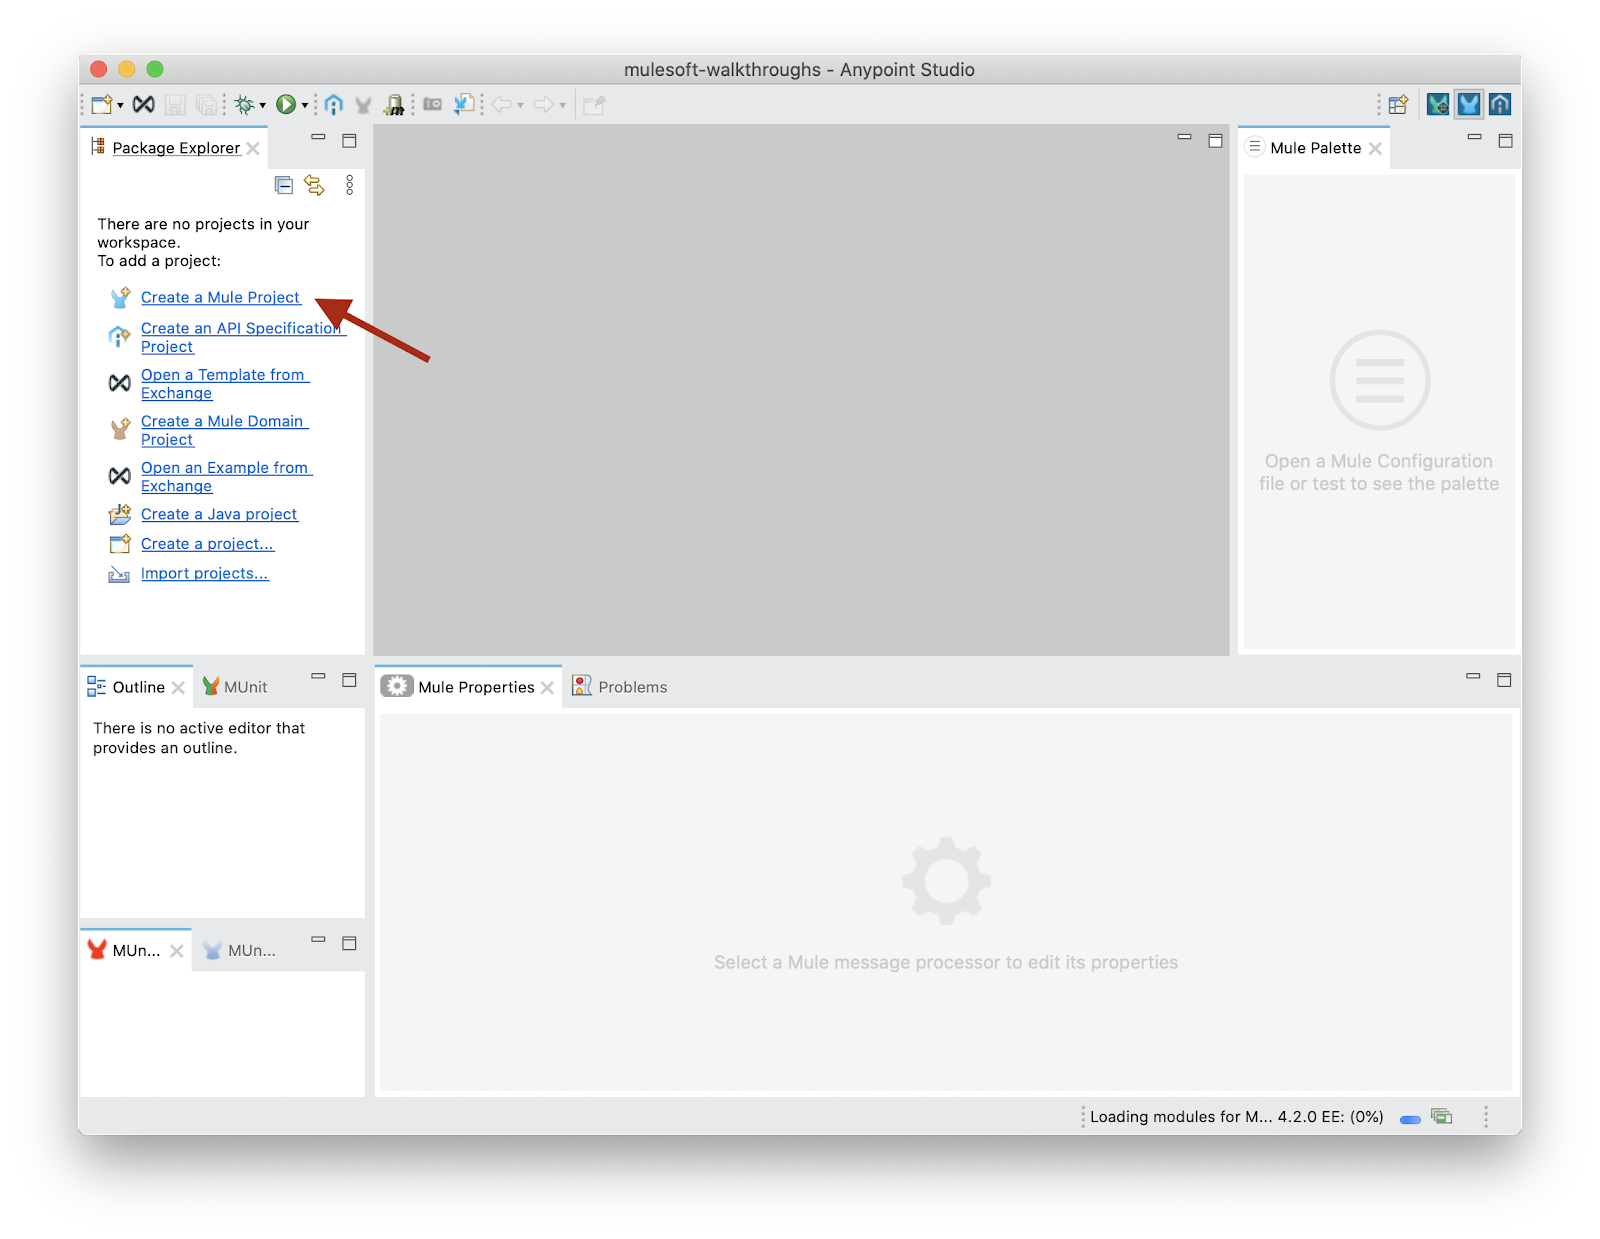 mulesoft-walkthroughs - Anypoint Studio
Package Explorer
There are no projects in your
workspace.
To add a project:
Create a Mule Project
Create an API Specification
Project
Open a Template from
Exchange
Create a Mule Domain
Project
Open an Example from
Exchange
Create a Java project
Create a project...
Import projects...
Mule Palette
Open a Mule Configuration
file or test to see the palette
Outline
MUnit
There is no active editor that
provides an outline.
MUn...
MUn...
Mule Properties
Problems
Select a Mule message processor to edit its properties
Loading modules for M... 4.2.0 EE: (0%)